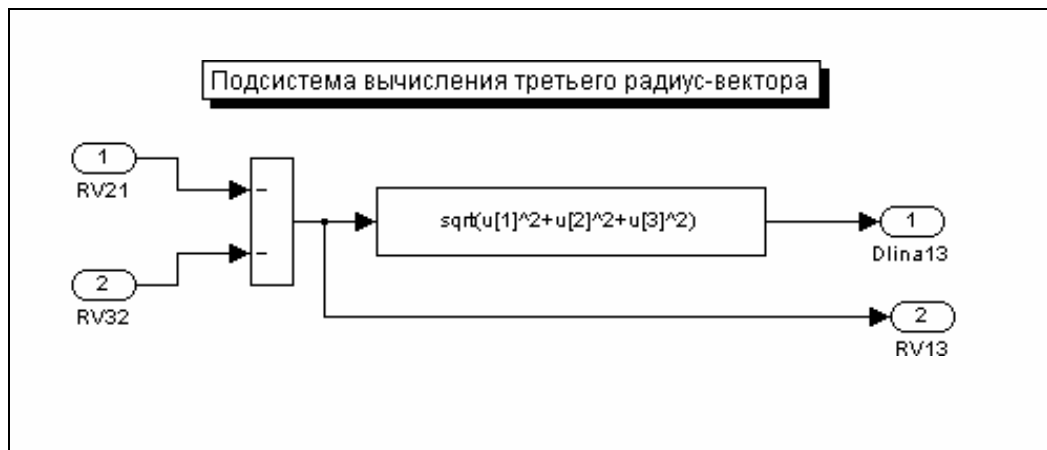 Подсистема вычисления третьего радиус-вектора
1
RV21
2
RV32
−
−
sqrt(u[1]^2+u[2]^2+u[3]^2)
1
Dlina13
2
RV13